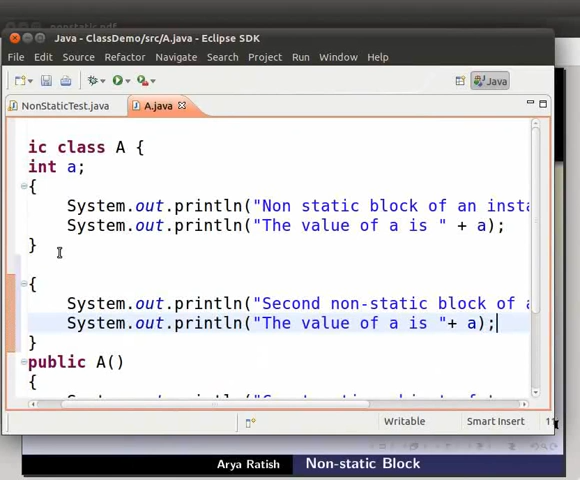 Java - ClassDemo/src/A.java - Eclipse SDK
File Edit Source Refactor Navigate Search Project Run Window Help
Java
NonStaticTest.java A.java
ic class A {
int a;
{
System.out.println("Non static block of an insta
System.out.println("The value of a is " + a);
}
{
System.out.println("Second non-static block of a
System.out.println("The value of a is "+ a);
}
public A()
{
Writable Smart Insert 11
Arya Ratish Non-static Block